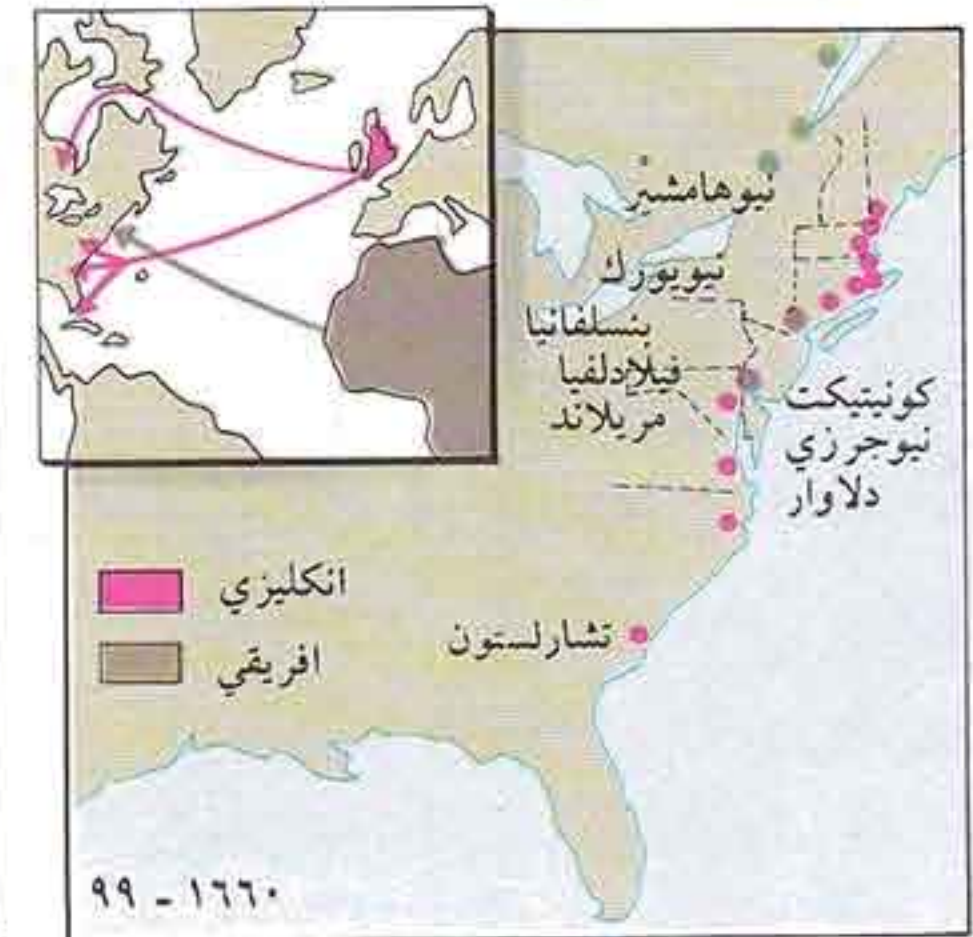 نيوهامشير
نيويورك
بنسلفانيا
فيلادلفيا
مريلاند
كونيتيكت
نيوجرزي
دلاوار
انكليزي
افريقي
تشارلستون
١٦٦٠ - ٩٩